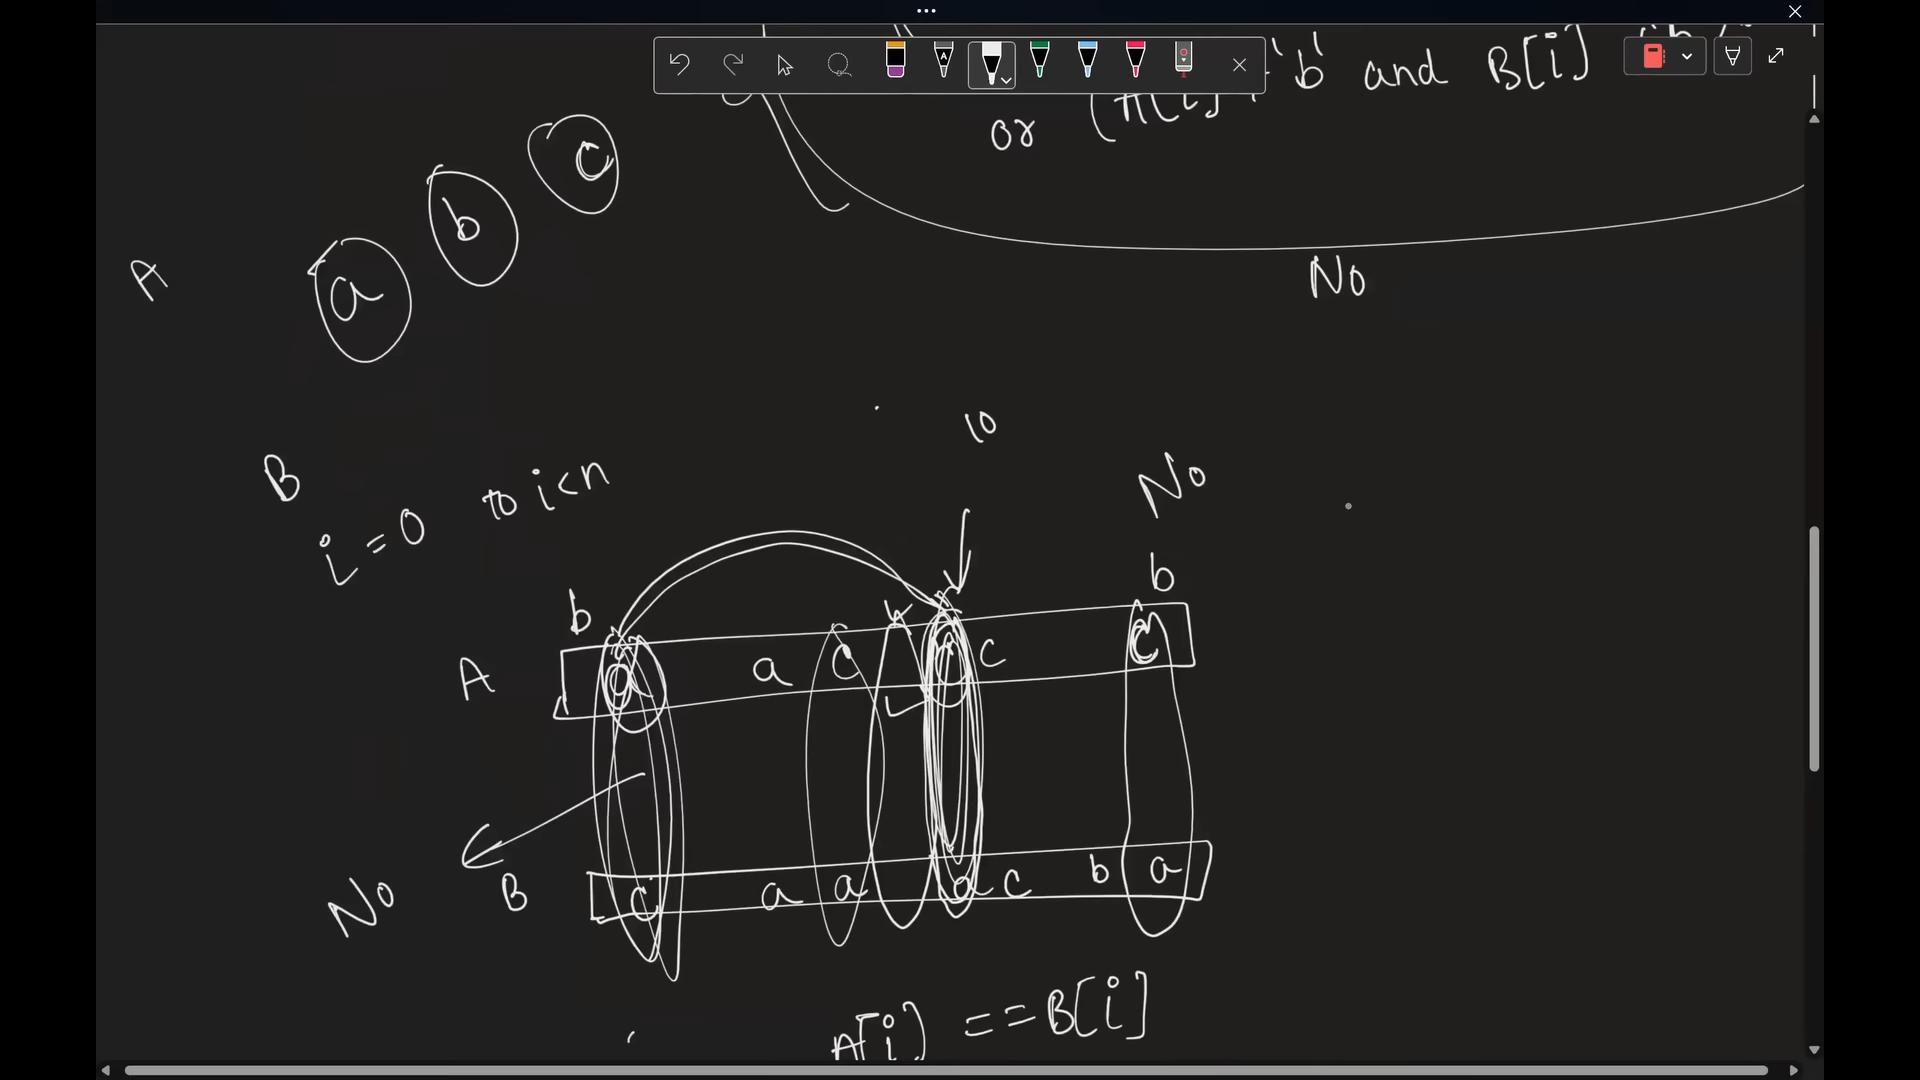 'b' and B[i]
or (A[i]
c
b
a
A
No
10
B
i=0 to i<n
No
b
b
A a a c c c
No
B c a a a c b a
A[i] ==B[i]